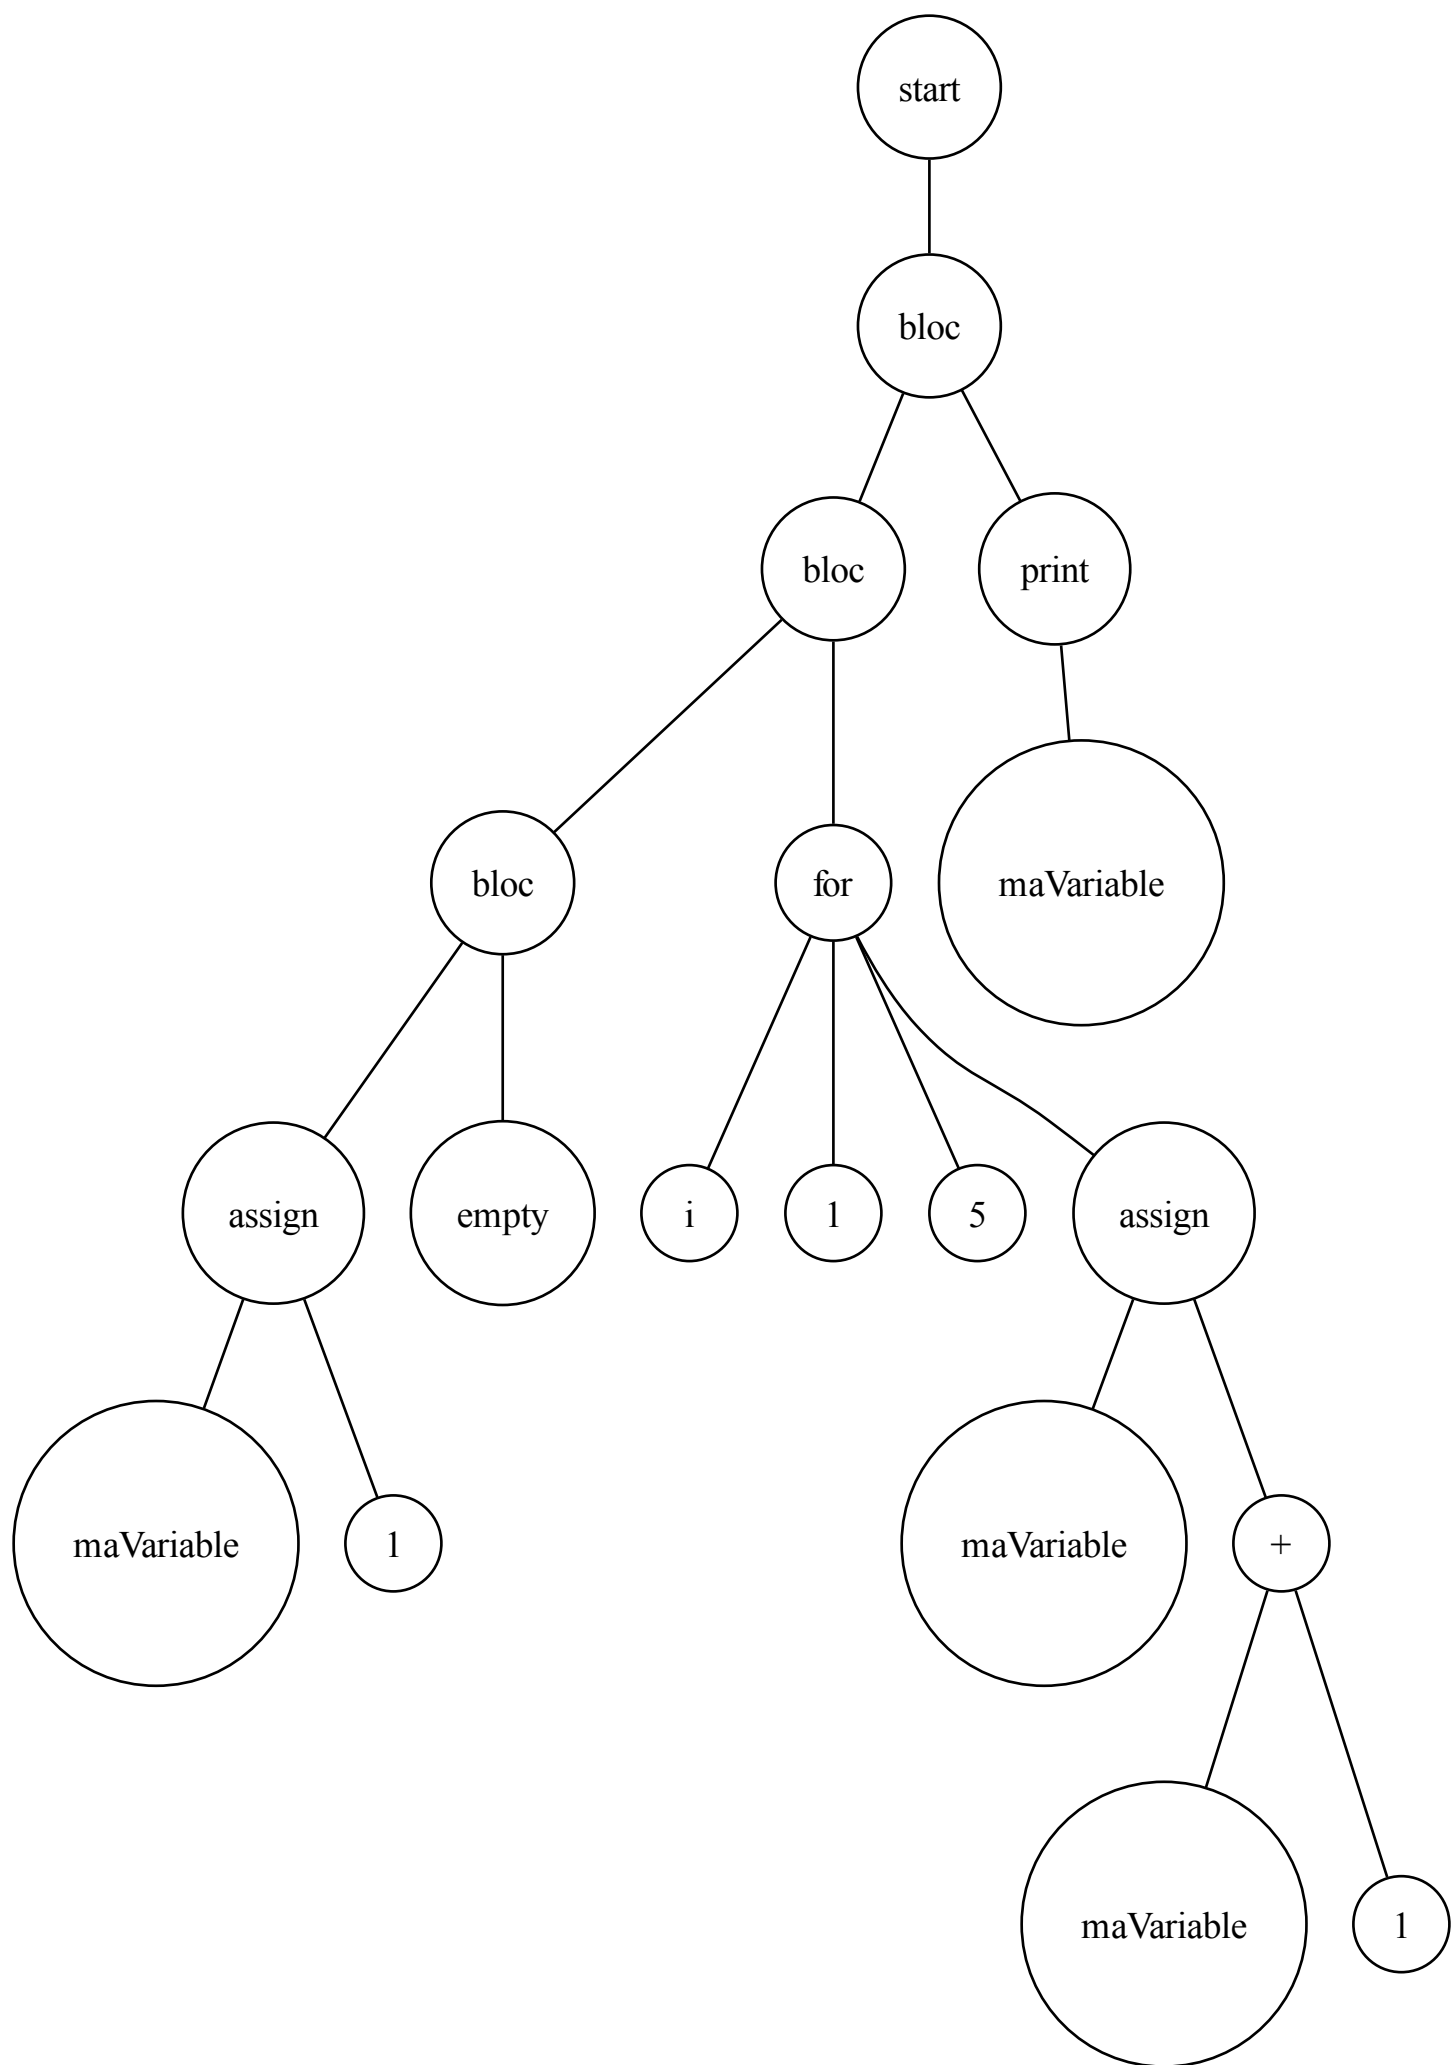 start
bloc
bloc
print
bloc
for
maVariable
assign
empty
i
1
5
assign
maVariable
1
maVariable
+
maVariable
1